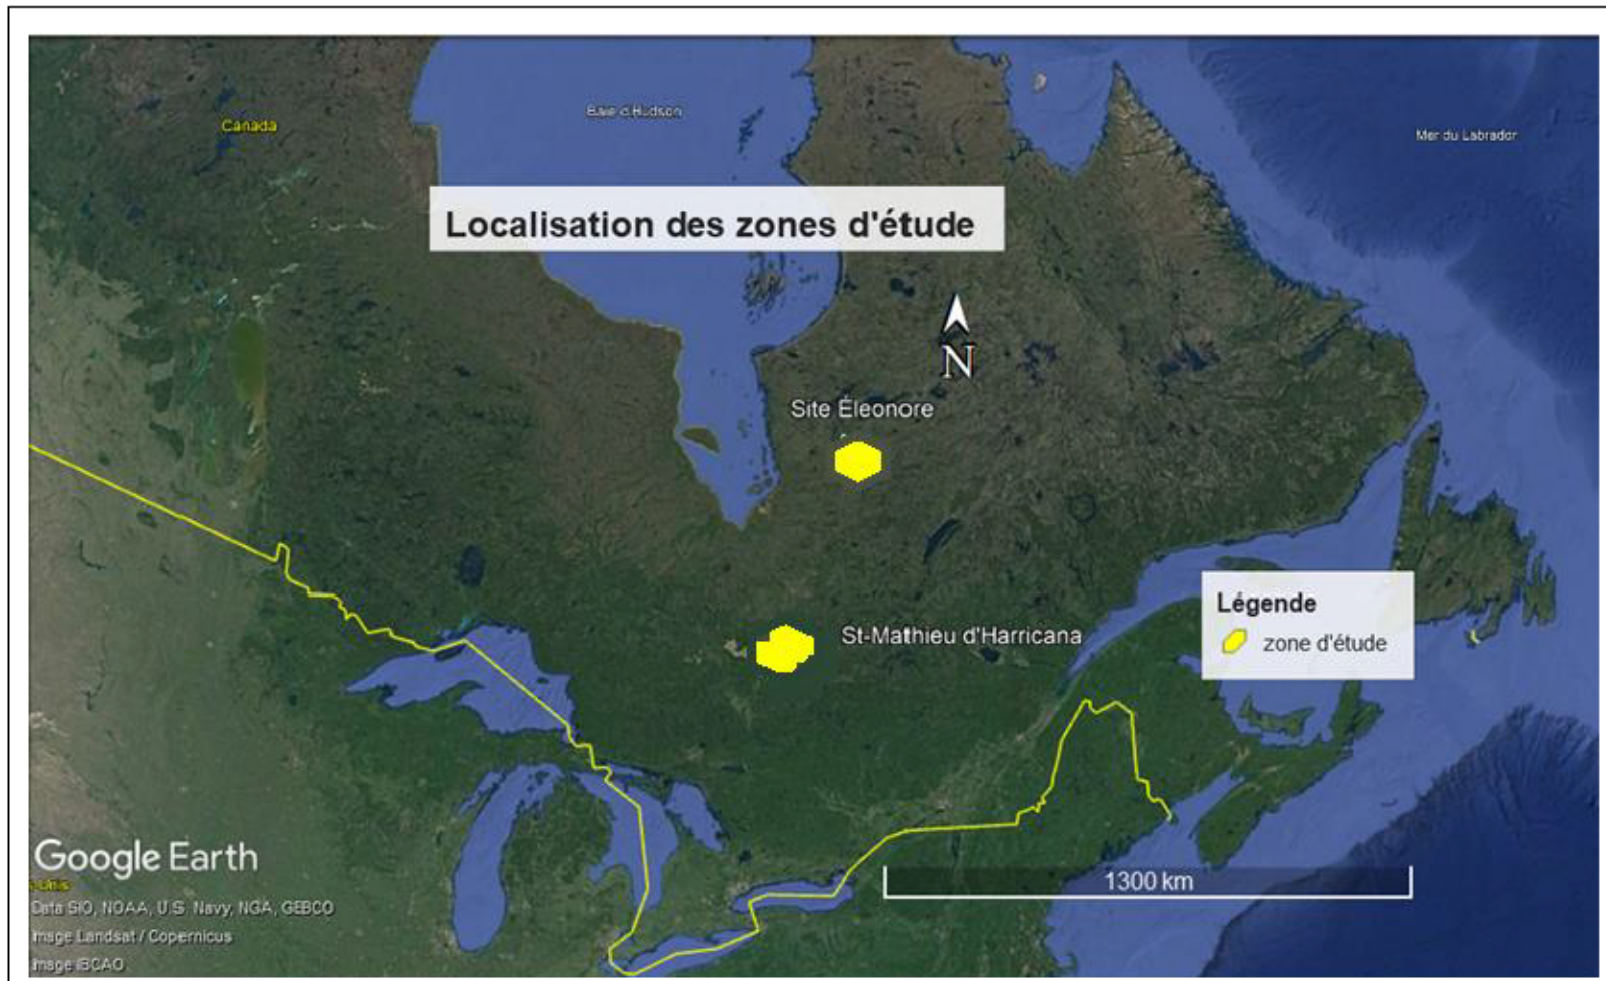 Canada
Baie d'Hudson
Mer du Labrador
Localisation des zones d'étude
N
Site Éleonore
St-Mathieu d'Harricana
Légende
zone d'étude
1300 km
Google Earth
Data SIO, NOAA, U.S. Navy, NGA, GEBCO
Image Landsat / Copernicus
Image IBCAO